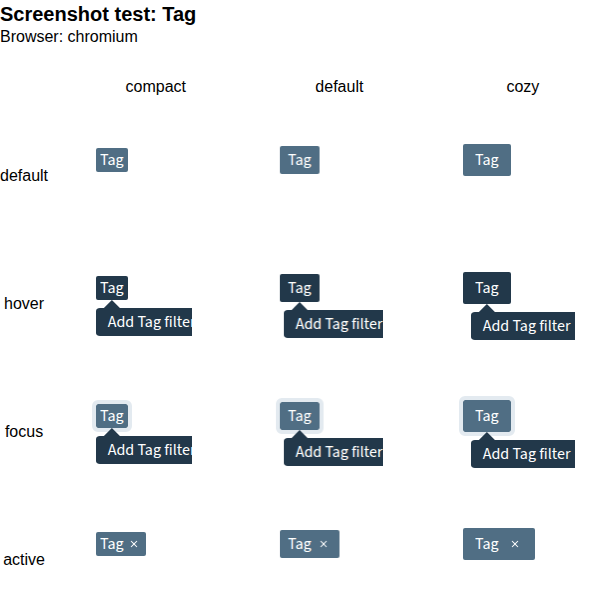 Screenshot test: Tag
Browser: chromium
compact default cozy
default Tag Tag Tag
hover Tag Tag Tag
Add Tag filter Add Tag filter Add Tag filter
focus Tag Tag Tag
Add Tag filter Add Tag filter Add Tag filter
active Tag × Tag × Tag ×